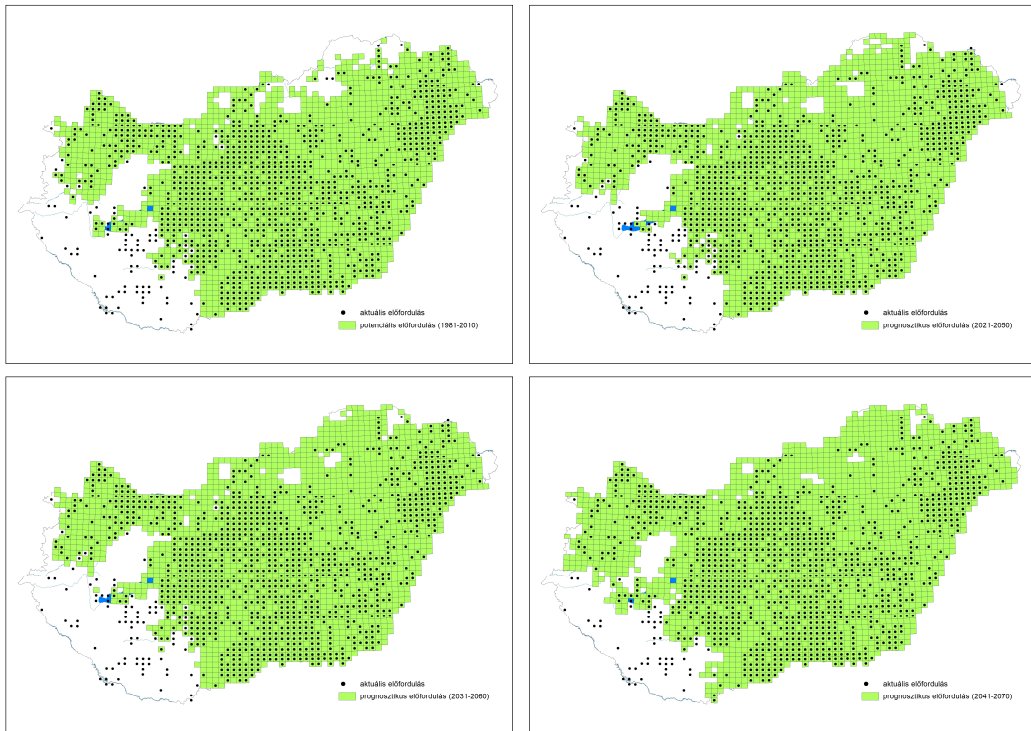 aktuális előfordulás
potenciális előfordulás (1981-2010)
aktuális előfordulás
prognosztikus előfordulás (2021-2050)
aktuális előfordulás
prognosztikus előfordulás (2031-2060)
aktuális előfordulás
prognosztikus előfordulás (2041-2070)